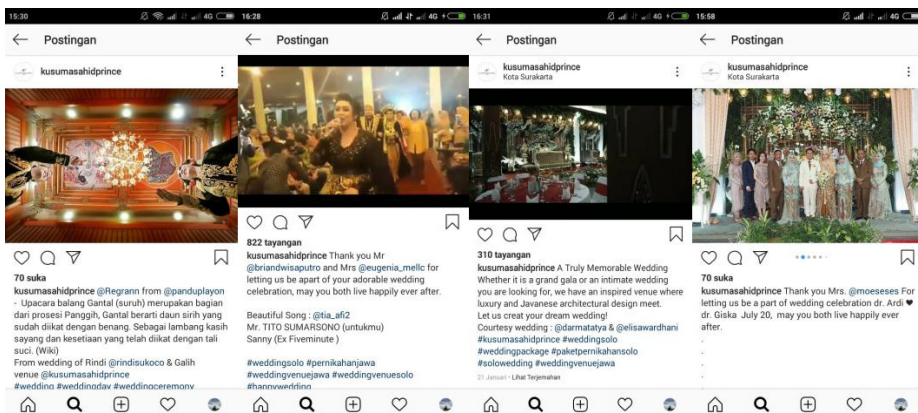 15:30
4G
Postingan
kusumasahidprince
70 suka
kusumasahidprince @Regrann from @panduplayon
- Upacara balang Gantal (suruh) merupakan bagian
dari prosesi Panggih, Gantal berarti daun sirih yang
sudah diikat dengan benang. Sebagai lambang kasih
sayang dan kesetiaan yang telah diikat dengan tali
suci. (Wiki)
From wedding of Rindi @rindisukoco & Galih
venue @kusumasahidprince
#wedding #weddingday #weddingceremony
16:28
4G
Postingan
822 tayangan
kusumasahidprince Thank you Mr
@briandwisaputro and Mrs @eugenia_mellc for
letting us be apart of your adorable wedding
celebration, may you both live happily ever after.
Beautiful Song : @tia_afi2
Mr. TITO SUMARSONO (untukmu)
Sanny (Ex Fiveminute )
#weddingsolo #pernikahanjawa
#weddingvenuejawa #weddingvenuesolo
#happywedding
16:31
4G
Postingan
kusumasahidprince
Kota Surakarta
310 tayangan
kusumasahidprince A Truly Memorable Wedding
Whether it is a grand gala or an intimate wedding
you are looking for, we have an inspired venue where
luxury and Javanese architectural design meet.
Let us creat your dream wedding!
Courtesy wedding : @darmatatya & @elisawardhani
#kusumasahidprince #weddingsolo
#weddingpackage #paketpernikahansolo
#solowedding #weddingvenuejawa
21 Januari • Lihat Terjemahan
15:58
4G
Postingan
kusumasahidprince
Kota Surakarta
70 suka
kusumasahidprince Thank you Mrs. @moeseses For
letting us be a part of wedding celebration dr. Ardi ♥
dr. Giska July 20, may you both live happily ever
after.
.
.
.
.